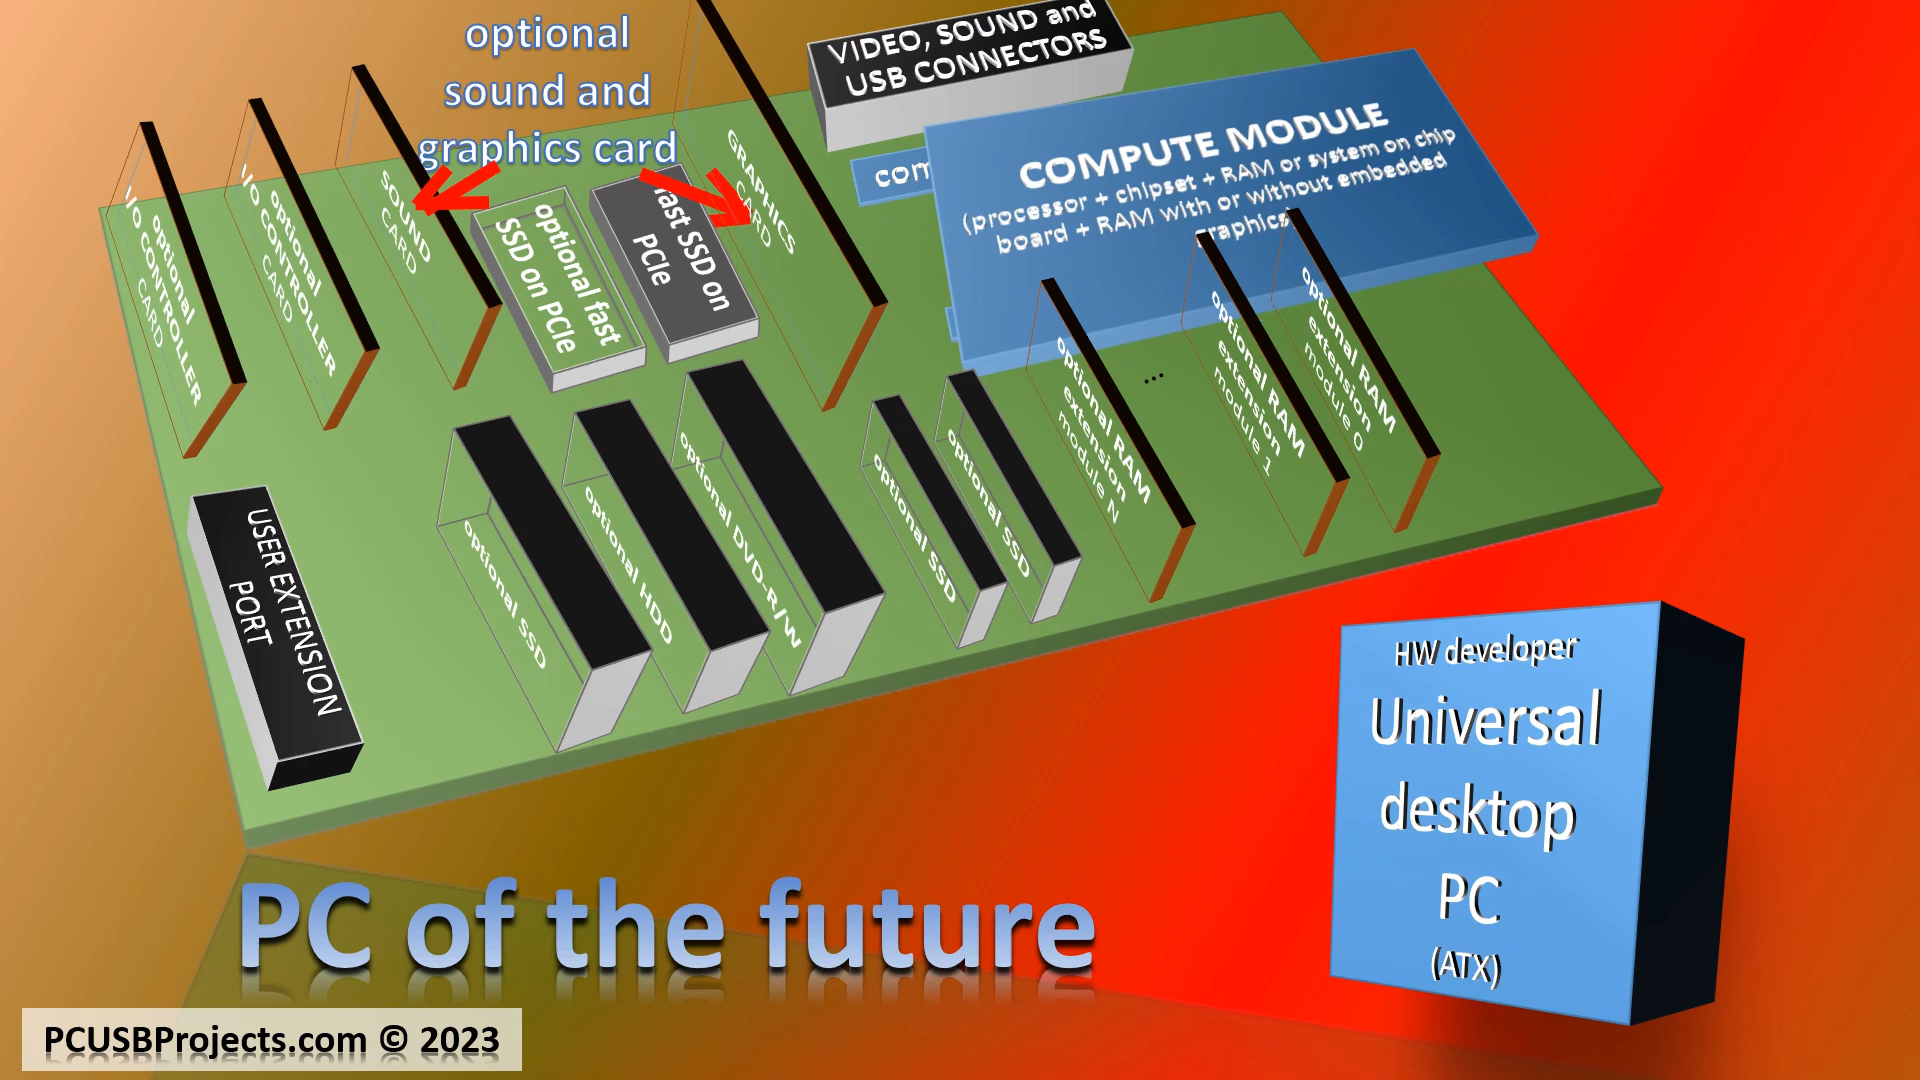 optional
sound and
graphics card
VIDEO, SOUND and
USB CONNECTORS
COMPUTE MODULE
(processor + chipset + RAM or system on chip
board + RAM with or without embedded
graphics)
com
optional
I/O CONTROLLER
CARD
optional
I/O CONTROLLER
CARD
SOUND
CARD
optional fast
SSD on PCIe
fast SSD on
PCIe
GRAPHICS
CARD
optional RAM
extension
module N
...
optional RAM
extension
module 1
optional RAM
extension
module 0
USER EXTENSION
PORT
optional SSD
optional HDD
optional DVD-R/W
optional SSD
optional SSD
HW developer
Universal
desktop
PC
(ATX)
PC of the future
PCUSBProjects.com © 2023